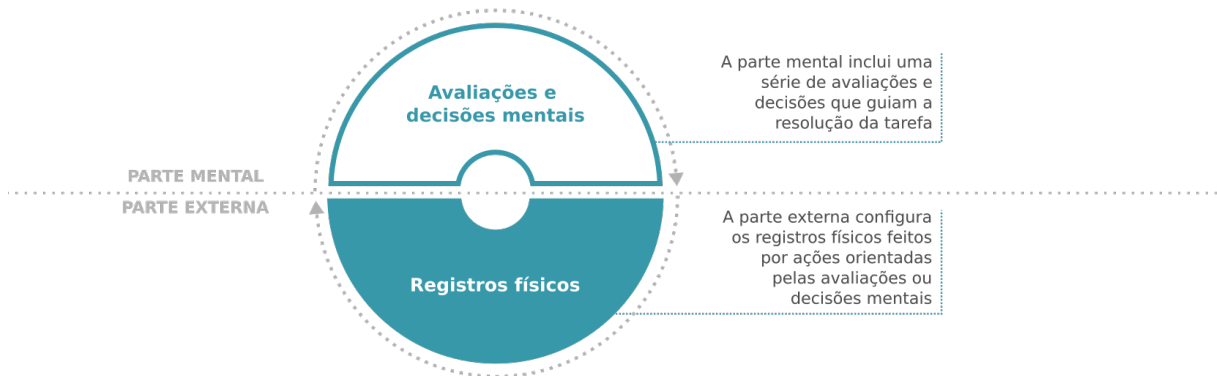 Avaliações e
decisões mentais
A parte mental inclui uma
série de avaliações e
decisões que guiam a
resolução da tarefa
PARTE MENTAL
PARTE EXTERNA
Registros físicos
A parte externa configura
os registros físicos feitos
por ações orientadas
pelas avaliações ou
decisões mentais